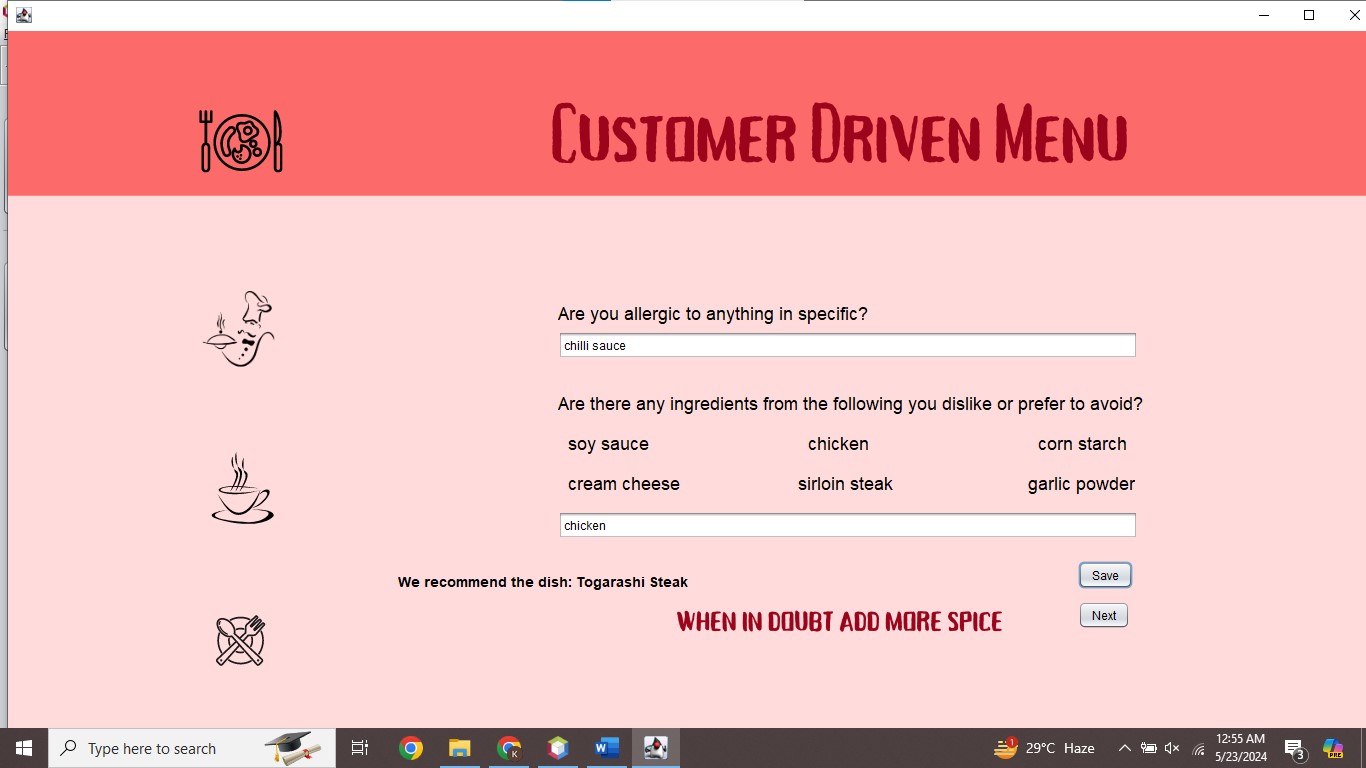 Customer Driven Menu
Are you allergic to anything in specific?
chilli sauce
Are there any ingredients from the following you dislike or prefer to avoid?
soy sauce chicken corn starch
cream cheese sirloin steak garlic powder
chicken
We recommend the dish: Togarashi Steak
Save
WHEN IN DOUBT ADD MORE SPICE
Next
Type here to search
1
29°C Haze
12:55 AM
5/23/2024
3
PRE